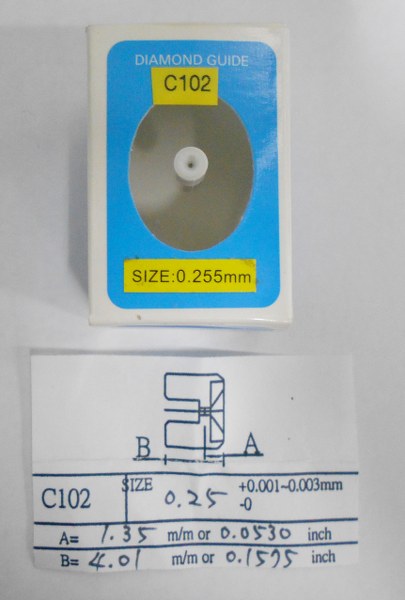 DIAMOND GUIDE
C102
SIZE:0.255mm
B A
C102 SIZE 0.25 +0.001~0.003mm
-0
A= 1.35 m/m or 0.0530 inch
B= 4.01 m/m or 0.1575 inch